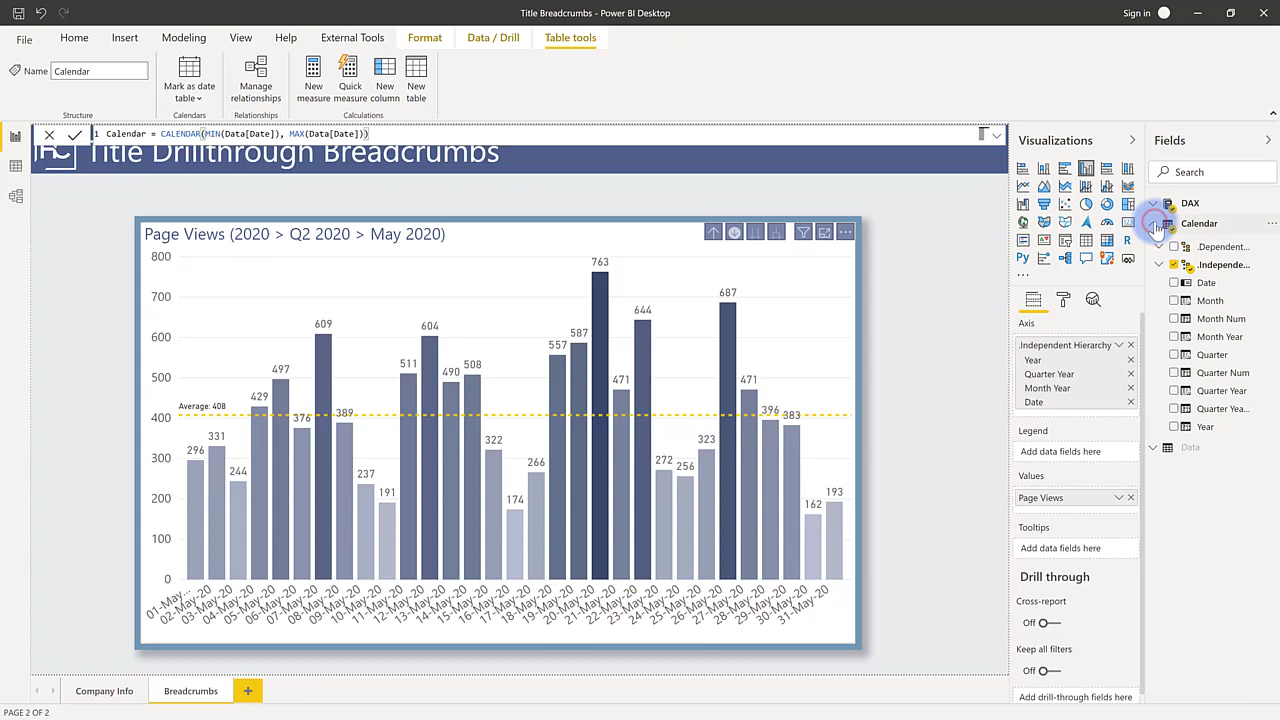 Title Breadcrumbs - Power BI Desktop
Sign in
File
Home
Insert
Modeling
View
Help
External Tools
Format
Data / Drill
Table tools
Name
Calendar
Mark as date
table
Manage
relationships
New
measure
Quick
measure
New
column
New
table
Structure
Calendars
Relationships
Calculations
1 Calendar = CALENDAR(MIN(Data[Date]), MAX(Data[Date]))
Title Drillthrough Breadcrumbs
Page Views (2020 > Q2 2020 > May 2020)
800
700
600
500
400
300
200
100
0
Average: 408
296
331
244
429
497
376
609
389
237
191
511
604
490
508
322
174
266
557
587
763
471
644
272
256
323
687
471
396
383
162
193
01-May...
02-May-20
03-May-20
04-May-20
05-May-20
06-May-20
07-May-20
08-May-20
09-May-20
10-May-20
11-May-20
12-May-20
13-May-20
14-May-20
15-May-20
16-May-20
17-May-20
18-May-20
19-May-20
20-May-20
21-May-20
22-May-20
23-May-20
24-May-20
25-May-20
26-May-20
27-May-20
28-May-20
29-May-20
30-May-20
31-May-20
Visualizations
R
Py
123
...
Axis
.Independent Hierarchy
Year
Quarter Year
Month Year
Date
Legend
Add data fields here
Values
Page Views
Tooltips
Add data fields here
Drill through
Cross-report
Off
Keep all filters
Off
Add drill-through fields here
Fields
Search
DAX
Calendar
...
.Dependent...
.Independe...
Date
Month
Month Num
Month Year
Quarter
Quarter Num
Quarter Year
Quarter Yea...
Year
Data
Company Info
Breadcrumbs
PAGE 2 OF 2